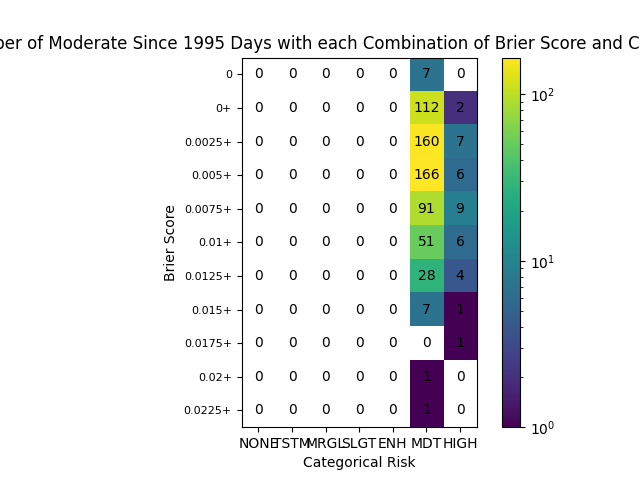 of Moderate Since 1995 Days with each Combination of Brier Score and
0 0 0 0 0 0 7 0
0+ 0 0 0 0 0 112 2
0.0025+ 0 0 0 0 0 160 7
0.005+ 0 0 0 0 0 166 6
0.0075+ 0 0 0 0 0 91 9
0.01+ 0 0 0 0 0 51 6
0.0125+ 0 0 0 0 0 28 4
0.015+ 0 0 0 0 0 7 1
0.0175+ 0 0 0 0 0 0 1
0.02+ 0 0 0 0 0 1 0
0.0225+ 0 0 0 0 0 1 0
NONE TSTM MRGL SLGT ENH MDT HIGH
Categorical Risk
Brier Score
10²
10¹
10⁰